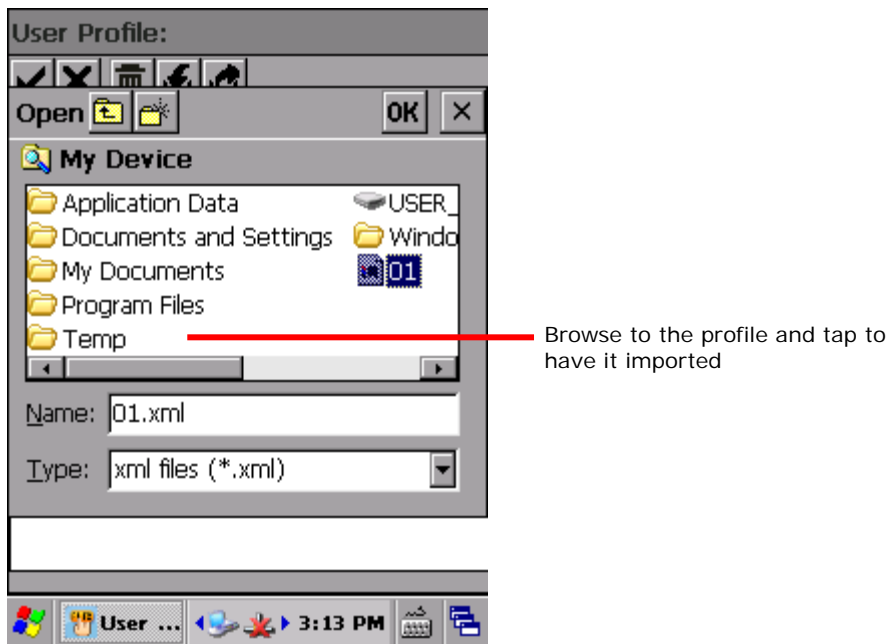 User Profile:
Open OK
My Device
Application Data
Documents and Settings
My Documents
Program Files
Temp
USER_
Windo
01
Browse to the profile and tap to
have it imported
Name: 01.xml
Type: xml files (*.xml)
User ... 3:13 PM